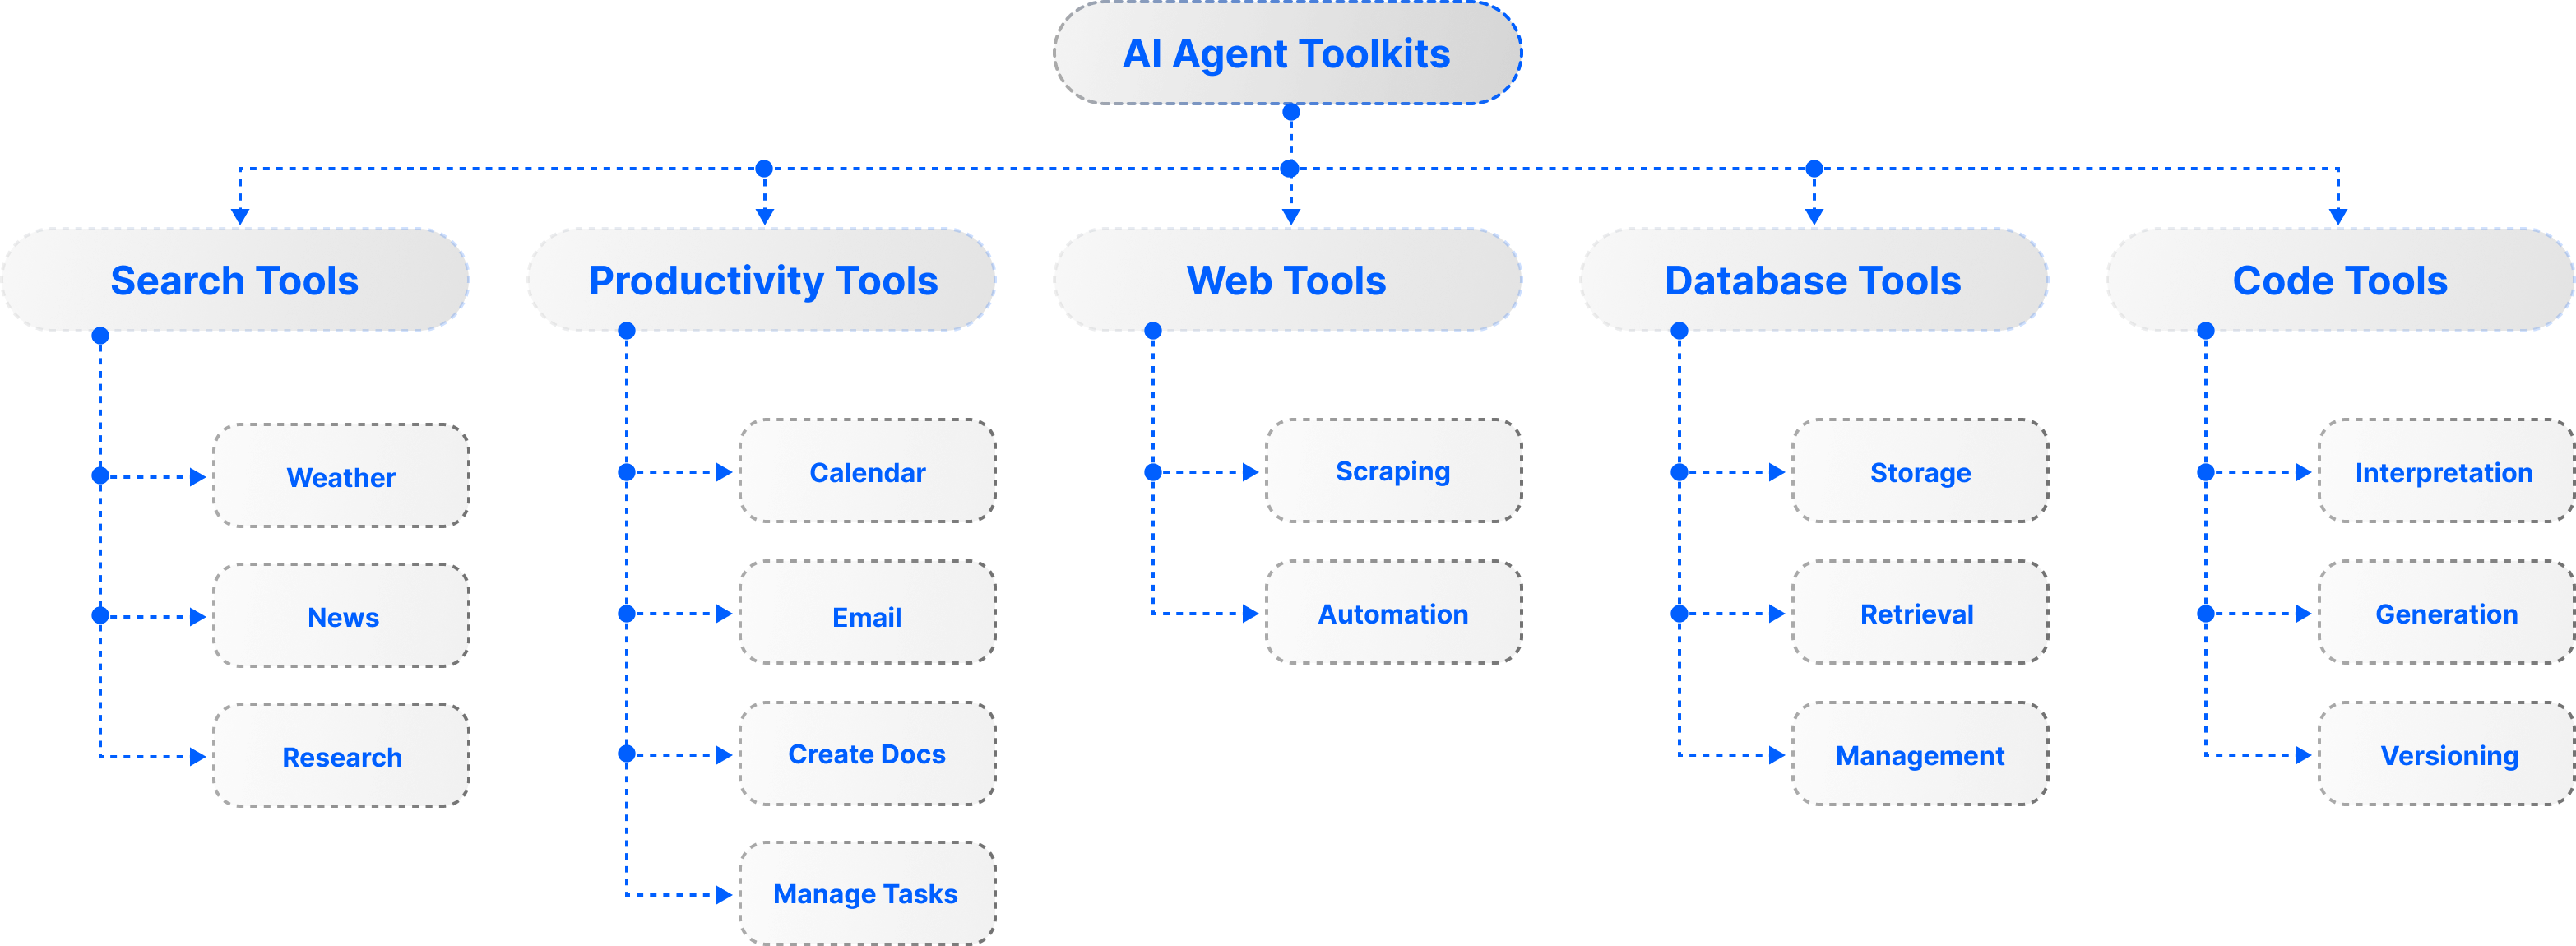 AI Agent Toolkits
Search Tools
Productivity Tools
Web Tools
Database Tools
Code Tools
Weather
News
Research
Calendar
Email
Create Docs
Manage Tasks
Scraping
Automation
Storage
Retrieval
Management
Interpretation
Generation
Versioning